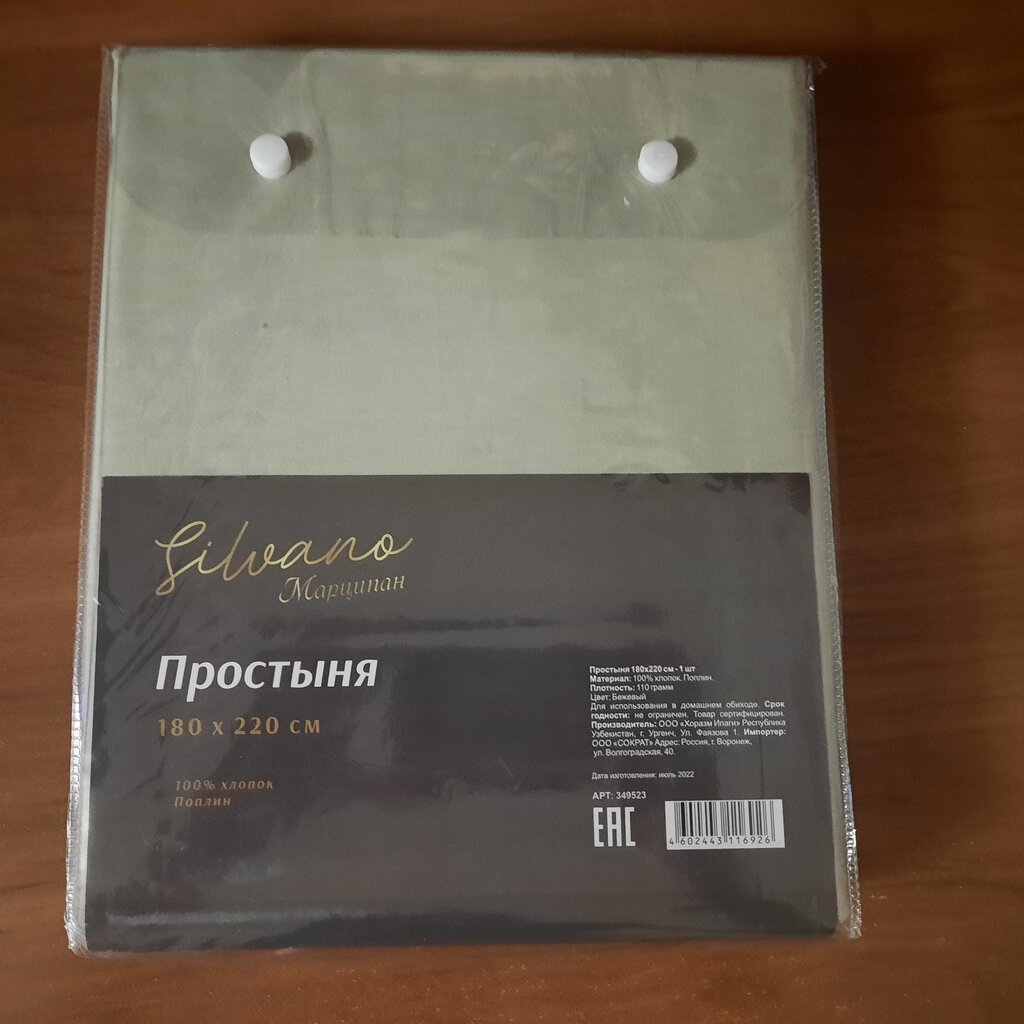 Silvano
Марципан
Простыня
180 x 220 см
100% хлопок
Поплин
Простыня 180х220 см - 1 шт
Материал: 100% хлопок. Поплин.
Плотность: 110 грамм
Цвет: Бежевый
Для использования в домашнем обиходе. Срок
годности: не ограничен. Товар сертифицирован.
Производитель: ООО «Хоразм Ипаги» Республика
Узбекистан, г. Ургенч, Ул. Фаязова 1. Импортер:
ООО «СОКРАТ» Адрес: Россия, г. Воронеж,
ул. Волгоградская, 40.
Дата изготовления: июль 2022
АРТ: 349523
EAC
4 602443 116926